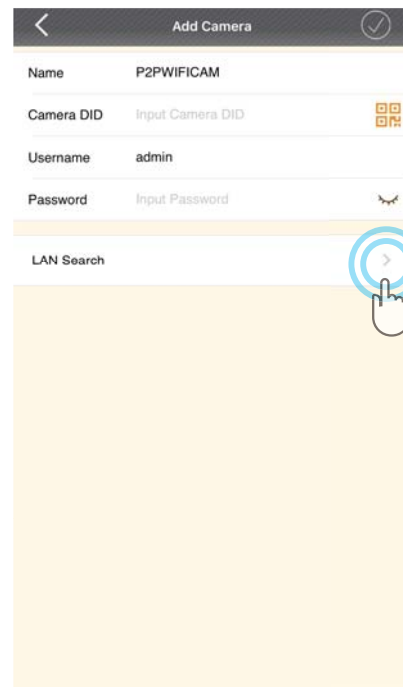 Add Camera
Name P2PWIFICAM
Camera DID Input Camera DID
Username admin
Password Input Password
LAN Search